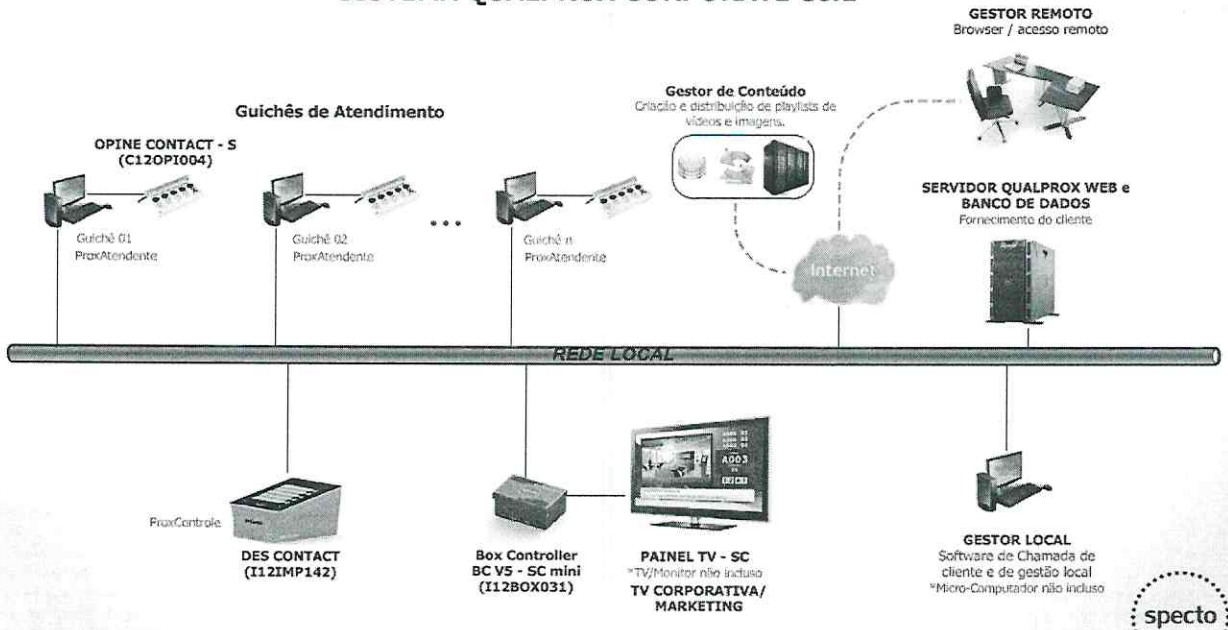 GESTOR REMOTO
Browser / acesso remoto
Gestor de Conteúdo
Criação e distribuição de playlists de
vídeos e imagens.
Guichês de Atendimento
OPINE CONTACT - S
(C12OPI004)
SERVIDOR QUALPROX WEB e
BANCO DE DADOS
Fornecimento do cliente
Guichê 01
ProxAtendente
Guichê 02
ProxAtendente
...
Guichê n
ProxAtendente
Internet
REDE LOCAL
A003
ProxControle
DES CONTACT
(I12IMP142)
Box Controller
BC V5 - SC mini
(I12BOX031)
PAINEL TV - SC
*TV/Monitor não incluso
TV CORPORATIVA/
MARKETING
GESTOR LOCAL
Software de Chamada de
cliente e de gestão local
*Micro-Computador não incluso
specto